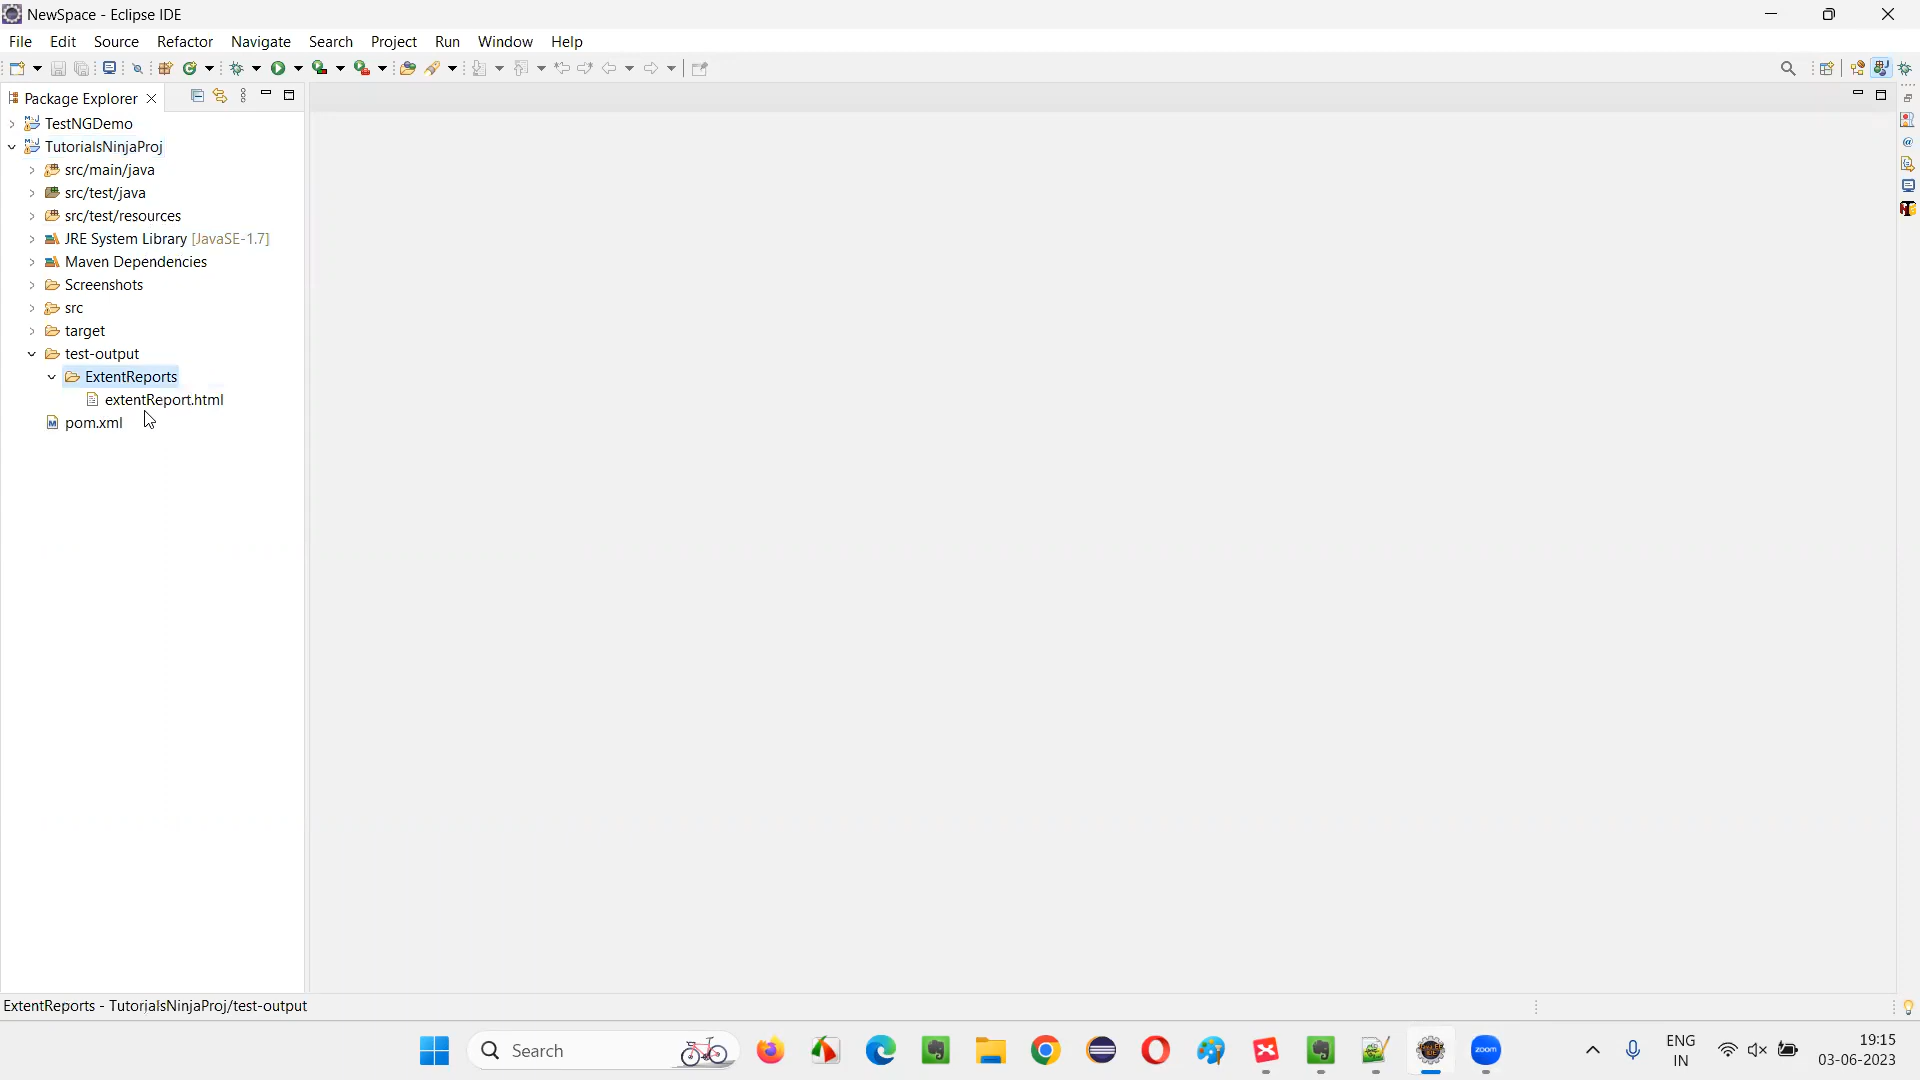 NewSpace - Eclipse IDE
File Edit Source Refactor Navigate Search Project Run Window Help
Package Explorer
TestNGDemo
TutorialsNinjaProj
src/main/java
src/test/java
src/test/resources
JRE System Library [JavaSE-1.7]
Maven Dependencies
Screenshots
src
target
test-output
ExtentReports
extentReport.html
pom.xml
ExtentReports - TutorialsNinjaProj/test-output
Search
zoom
ENG
IN
19:15
03-06-2023